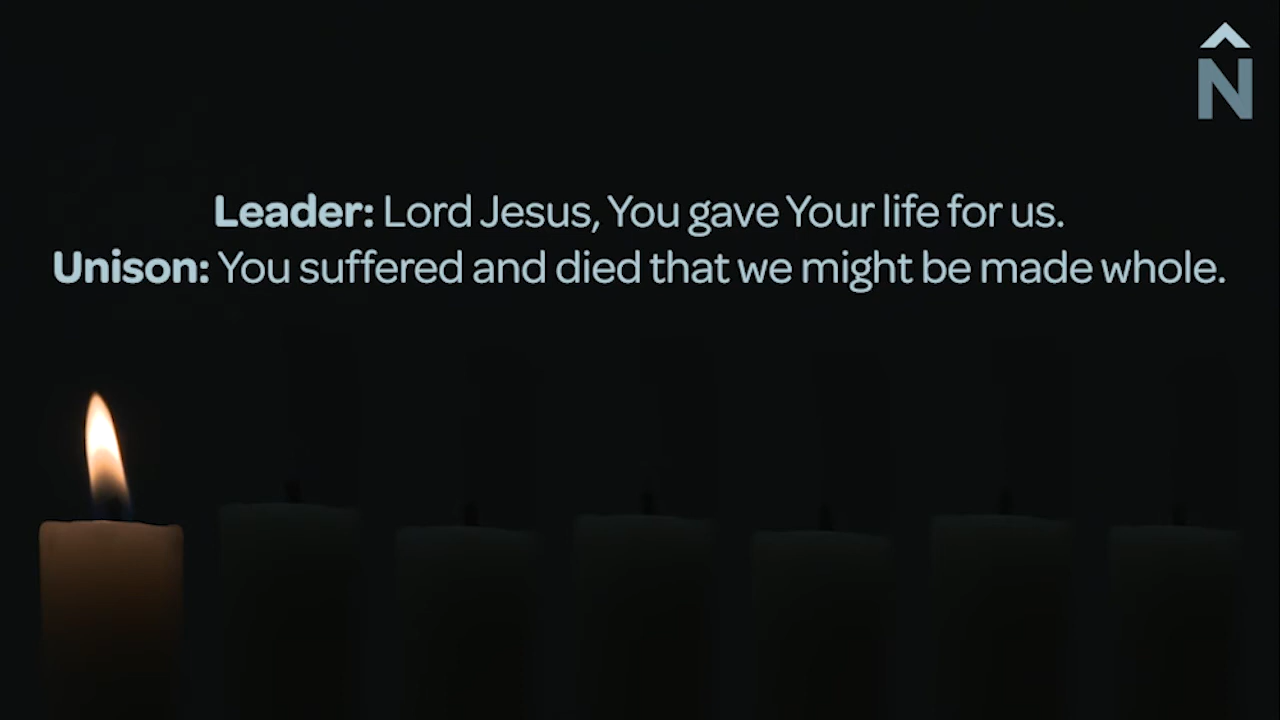 N
Leader: Lord Jesus, You gave Your life for us.
Unison: You suffered and died that we might be made whole.